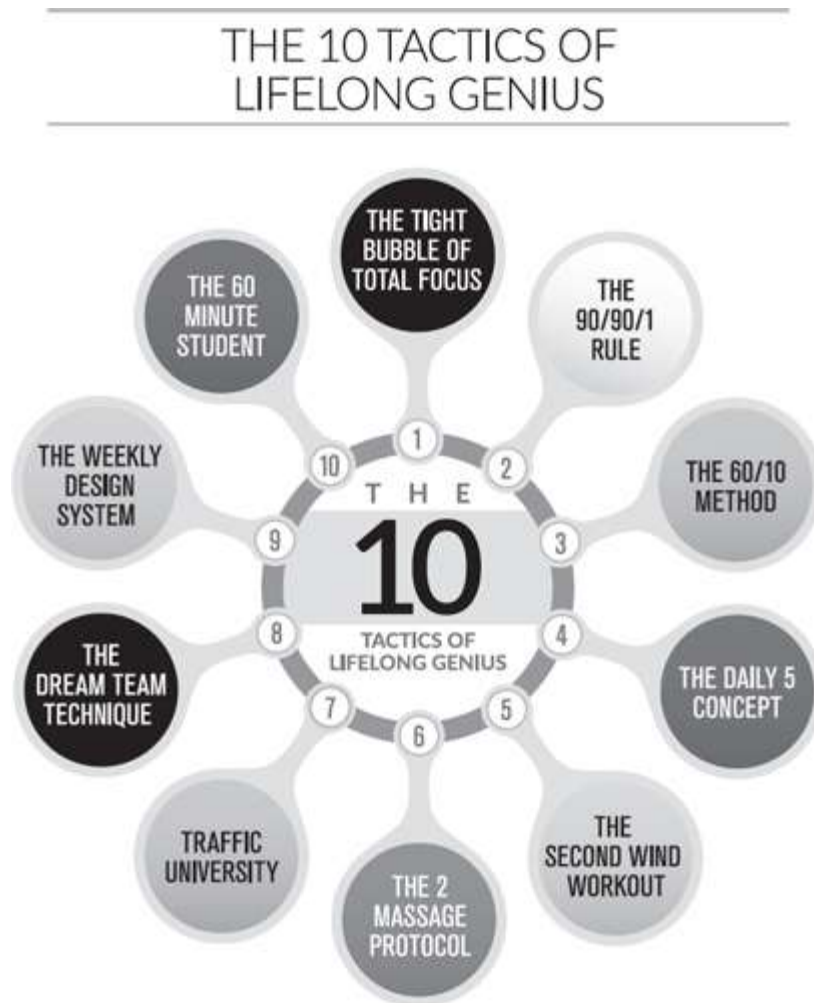 THE 10 TACTICS OF
LIFELONG GENIUS
THE TIGHT
BUBBLE OF
TOTAL FOCUS
THE
90/90/1
RULE
THE 60/10
METHOD
THE DAILY 5
CONCEPT
THE
SECOND WIND
WORKOUT
THE 2
MASSAGE
PROTOCOL
TRAFFIC
UNIVERSITY
THE
DREAM TEAM
TECHNIQUE
THE WEEKLY
DESIGN
SYSTEM
THE 60
MINUTE
STUDENT
1
2
3
4
5
6
7
8
9
10
THE
10
TACTICS OF
LIFELONG GENIUS